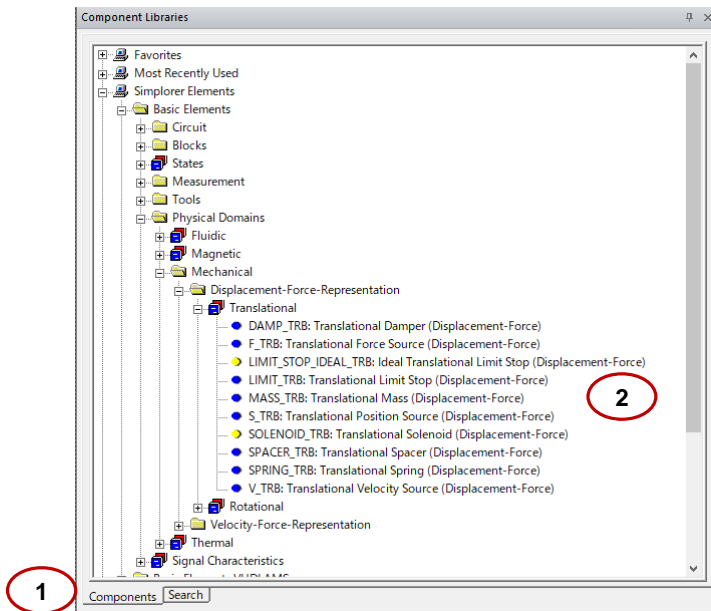 Component Libraries
Favorites
Most Recently Used
Simplorer Elements
Basic Elements
Circuit
Blocks
States
Measurement
Tools
Physical Domains
Fluidic
Magnetic
Mechanical
Displacement-Force-Representation
Translational
DAMP_TRB: Translational Damper (Displacement-Force)
F_TRB: Translational Force Source (Displacement-Force)
LIMIT_STOP_IDEAL_TRB: Ideal Translational Limit Stop (Displacement-Force)
LIMIT_TRB: Translational Limit Stop (Displacement-Force)
MASS_TRB: Translational Mass (Displacement-Force)
2
S_TRB: Translational Position Source (Displacement-Force)
SOLENOID_TRB: Translational Solenoid (Displacement-Force)
SPACER_TRB: Translational Spacer (Displacement-Force)
SPRING_TRB: Translational Spring (Displacement-Force)
V_TRB: Translational Velocity Source (Displacement-Force)
Rotational
Velocity-Force-Representation
Thermal
Signal Characteristics
1
Components Search